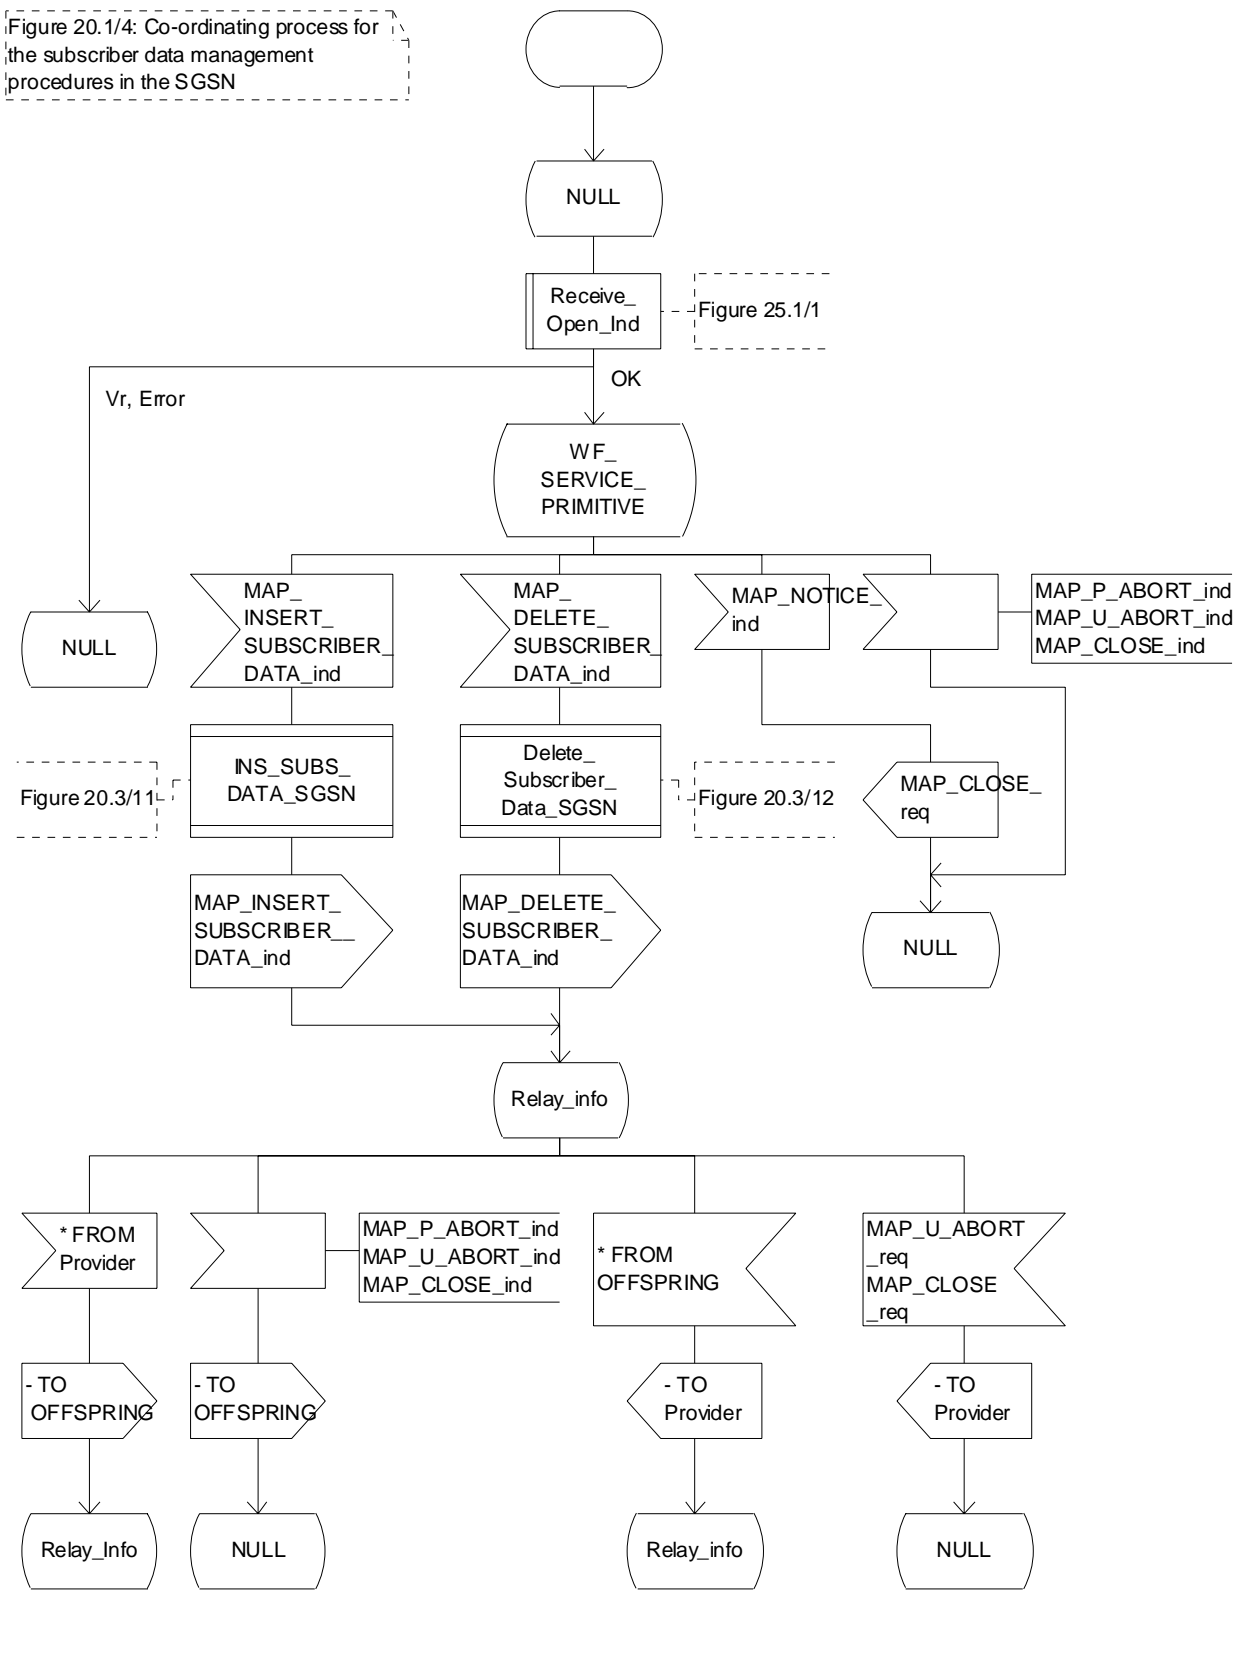 Figure 20.1/4: Co-ordinating process for
the subscriber data management
procedures in the SGSN
NULL
Receive_
Open_Ind
Figure 25.1/1
OK
Vr, Error
WF_
SERVICE_
PRIMITIVE
MAP_
INSERT_
SUBSCRIBER_
DATA_ind
MAP_
DELETE_
SUBSCRIBER_
DATA_ind
MAP_NOTICE_
ind
MAP_P_ABORT_ind
MAP_U_ABORT_ind
MAP_CLOSE_ind
NULL
Figure 20.3/11
INS_SUBS_
DATA_SGSN
Delete_
Subscriber_
Data_SGSN
Figure 20.3/12
MAP_CLOSE_
req
MAP_INSERT_
SUBSCRIBER__
DATA_ind
MAP_DELETE_
SUBSCRIBER_
DATA_ind
NULL
Relay_info
* FROM
Provider
MAP_P_ABORT_ind
MAP_U_ABORT_ind
MAP_CLOSE_ind
* FROM
OFFSPRING
MAP_U_ABORT
_req
MAP_CLOSE
_req
- TO
OFFSPRING
- TO
OFFSPRING
- TO
Provider
- TO
Provider
Relay_Info
NULL
Relay_info
NULL